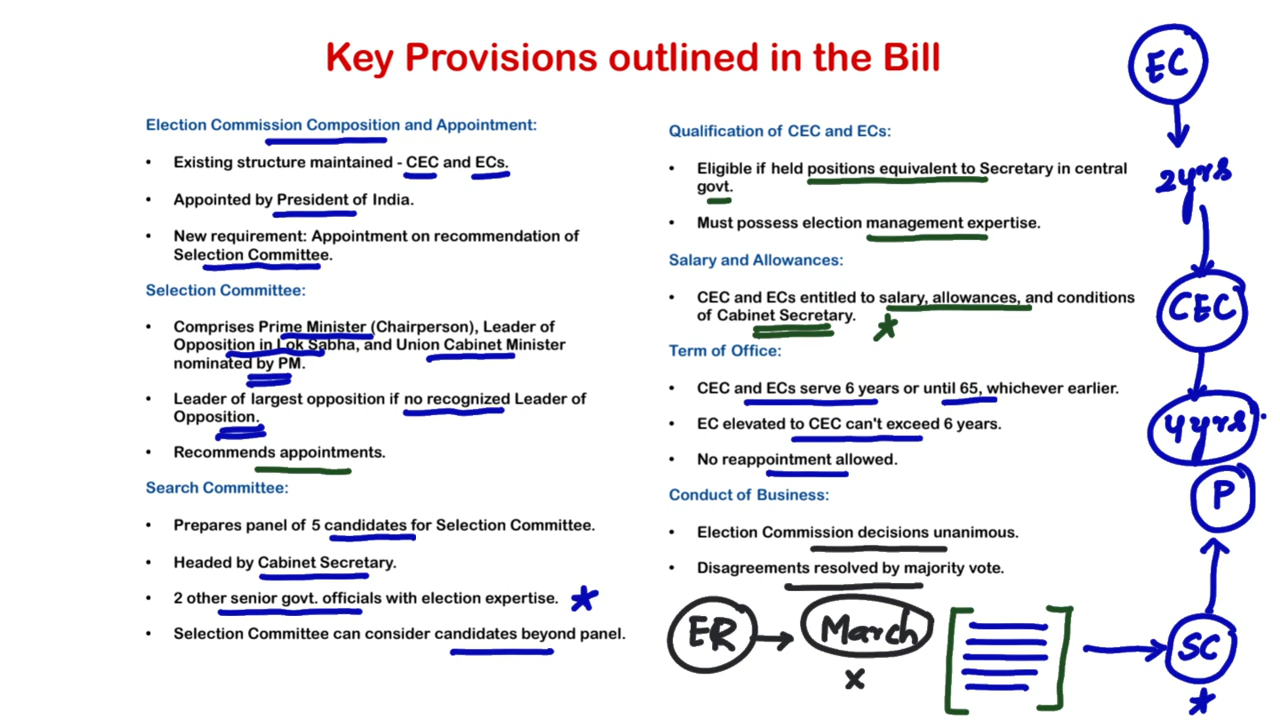 Key Provisions outlined in the Bill
Election Commission Composition and Appointment:
• Existing structure maintained - CEC and ECs.
• Appointed by President of India.
• New requirement: Appointment on recommendation of
Selection Committee.
Selection Committee:
• Comprises Prime Minister (Chairperson), Leader of
Opposition in Lok Sabha, and Union Cabinet Minister
nominated by PM.
• Leader of largest opposition if no recognized Leader of
Opposition.
• Recommends appointments.
Search Committee:
• Prepares panel of 5 candidates for Selection Committee.
• Headed by Cabinet Secretary.
• 2 other senior govt. officials with election expertise.
• Selection Committee can consider candidates beyond panel.
Qualification of CEC and ECs:
• Eligible if held positions equivalent to Secretary in central
govt.
• Must possess election management expertise.
Salary and Allowances:
• CEC and ECs entitled to salary, allowances, and conditions
of Cabinet Secretary.
Term of Office:
• CEC and ECs serve 6 years or until 65, whichever earlier.
• EC elevated to CEC can't exceed 6 years.
• No reappointment allowed.
Conduct of Business:
• Election Commission decisions unanimous.
• Disagreements resolved by majority vote.
ER
March
x
EC
2yrs
CEC
4yrs
P
SC